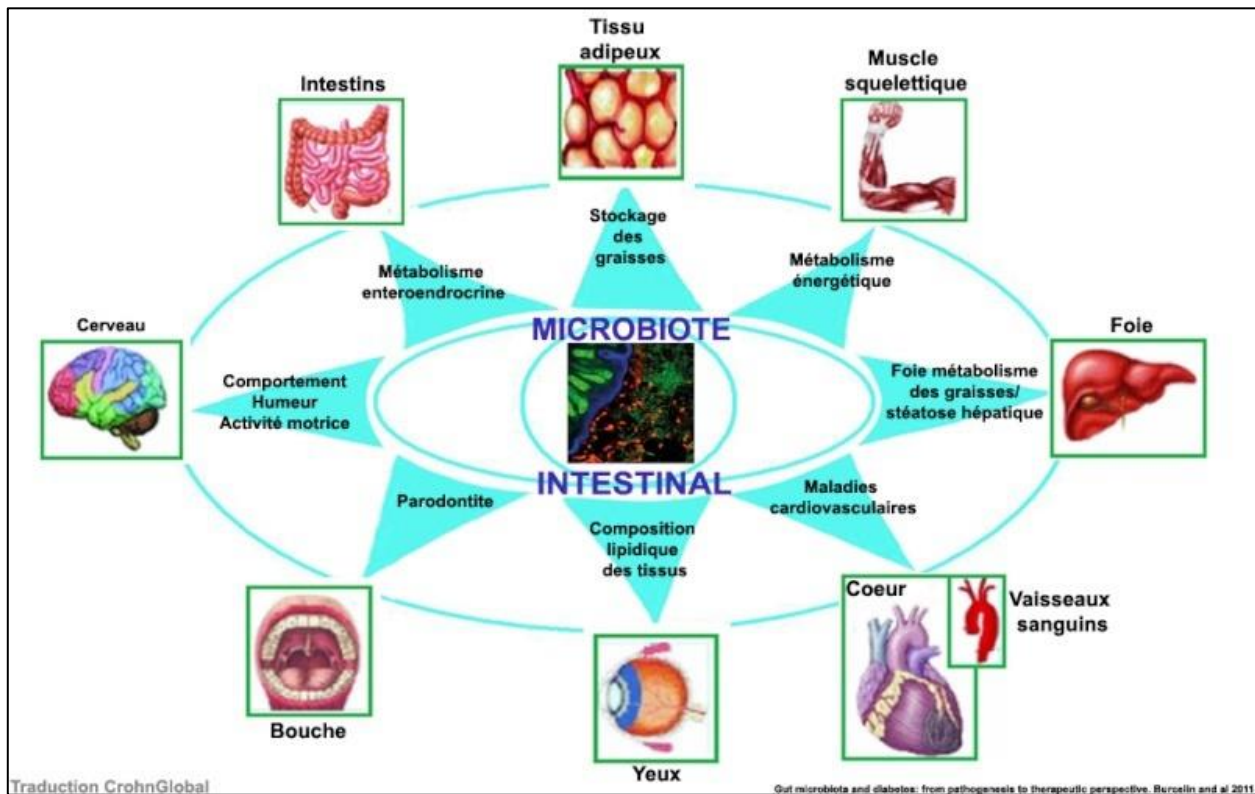 Tissu
adipeux
Muscle
squelettique
Intestins
Stockage
des
graisses
Métabolisme
enteroendocrine
Métabolisme
énergétique
Cerveau
MICROBIOTE
Foie
Comportement
Humeur
Activité motrice
Foie métabolisme
des graisses/
stéatose hépatique
INTESTINAL
Parodontite
Maladies
cardiovasculaires
Composition
lipidique
des tissus
Coeur
Vaisseaux
sanguins
Bouche
Yeux
Traduction CrohnGlobal
Gut microbiota and diabetes: from pathogenesis to therapeutic perspective. Burcelin and al 2011